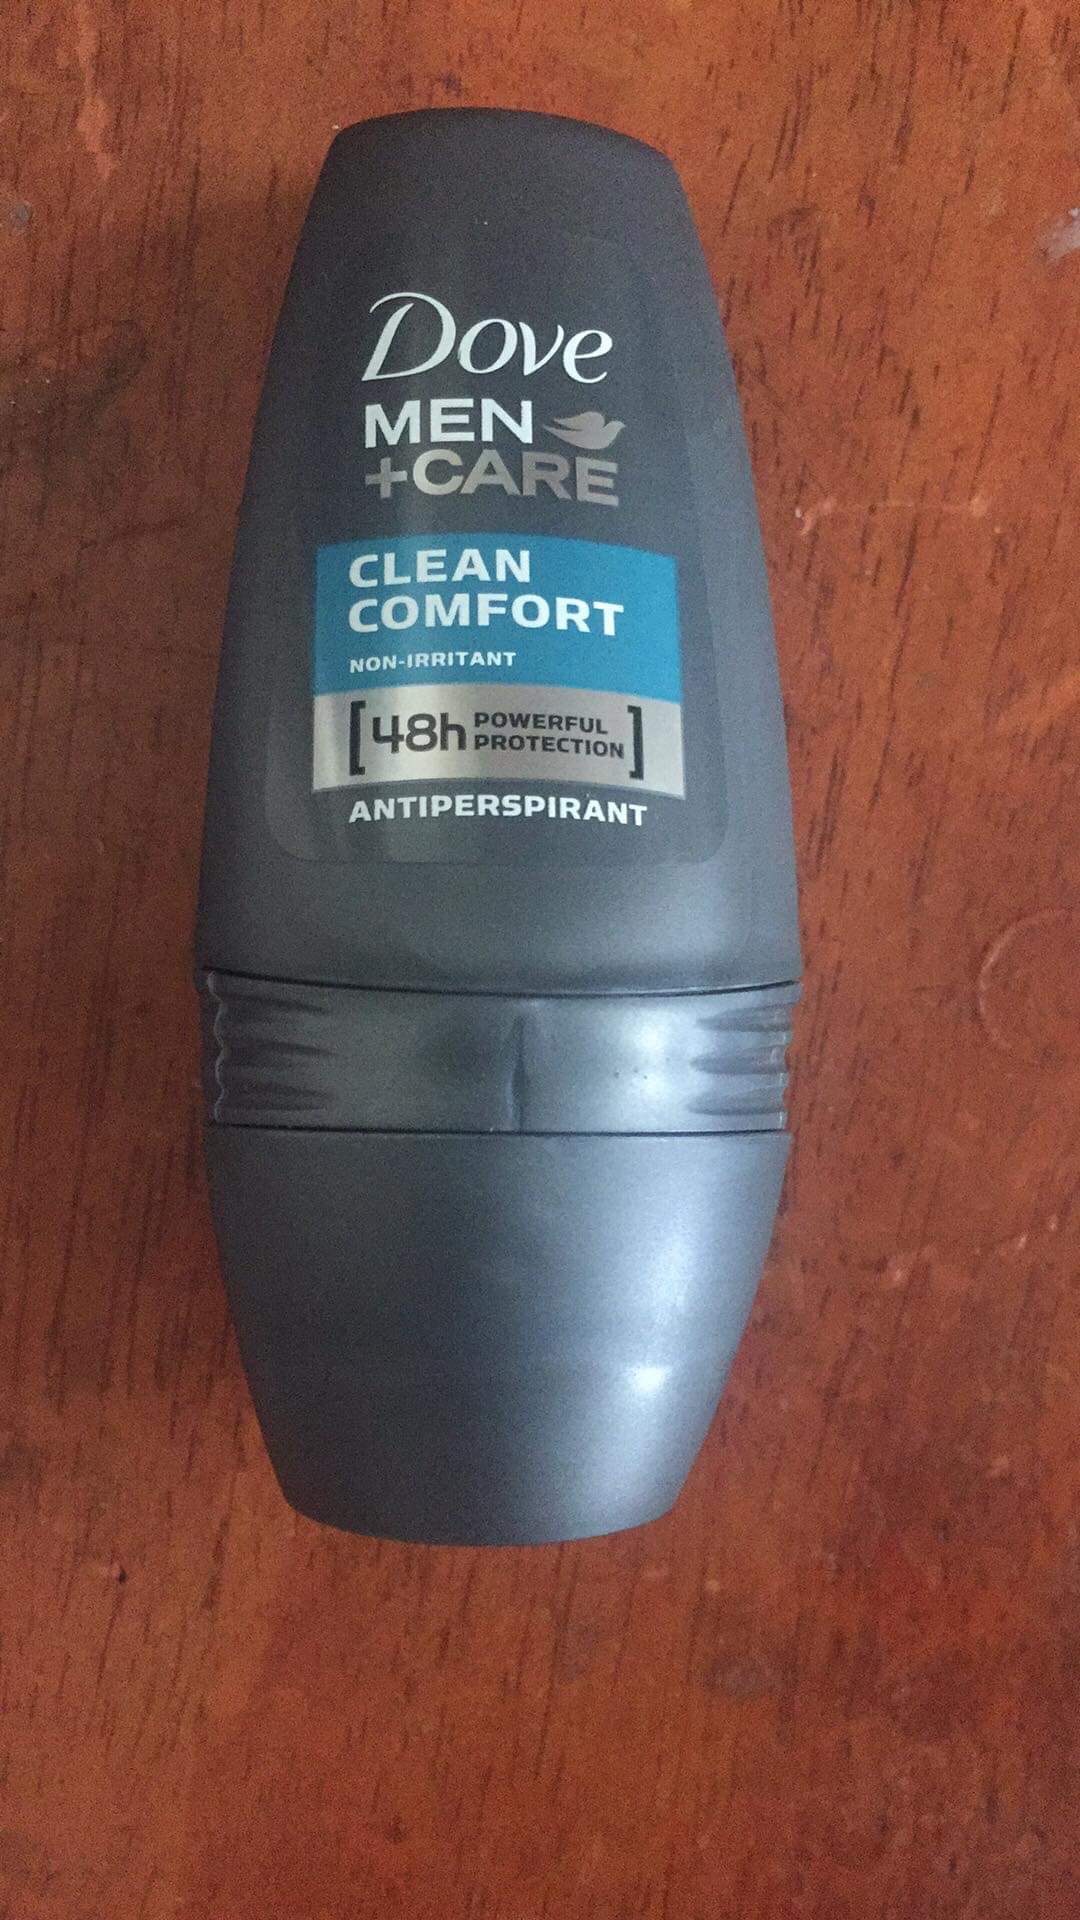 Dove
MEN
+CARE
CLEAN
COMFORT
NON-IRRITANT
[48h POWERFUL
PROTECTION]
ANTIPERSPIRANT